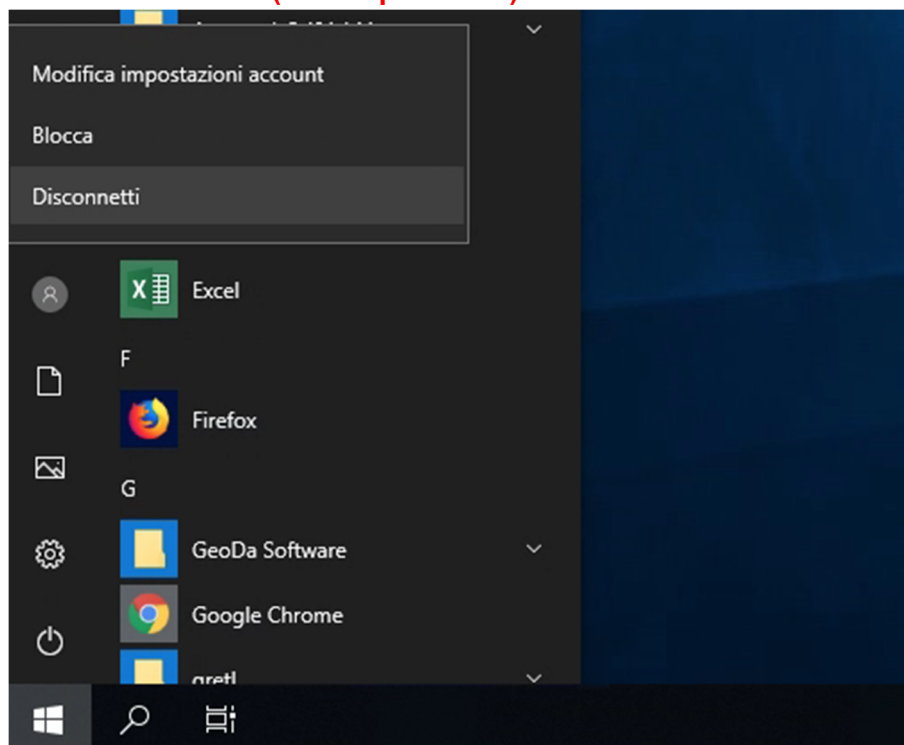 Modifica impostazioni account
Blocca
Disconnetti
Excel
F
Firefox
G
GeoDa Software
Google Chrome
gretl